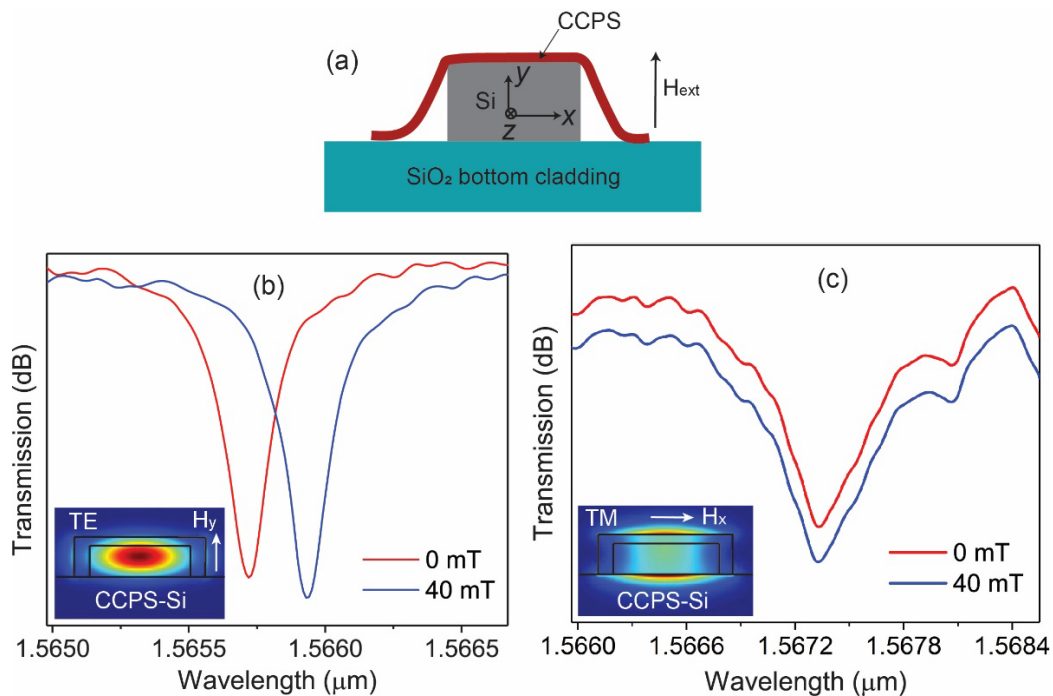 (a)
CCPS
y
Si
z
x
Hext
SiO₂ bottom cladding
(b)
Transmission (dB)
TE
Hy
CCPS-Si
0 mT
40 mT
1.5650 1.5655 1.5660 1.5665
Wavelength (μm)
(c)
Transmission (dB)
TM
Hx
CCPS-Si
0 mT
40 mT
1.5660 1.5666 1.5672 1.5678 1.5684
Wavelength (μm)